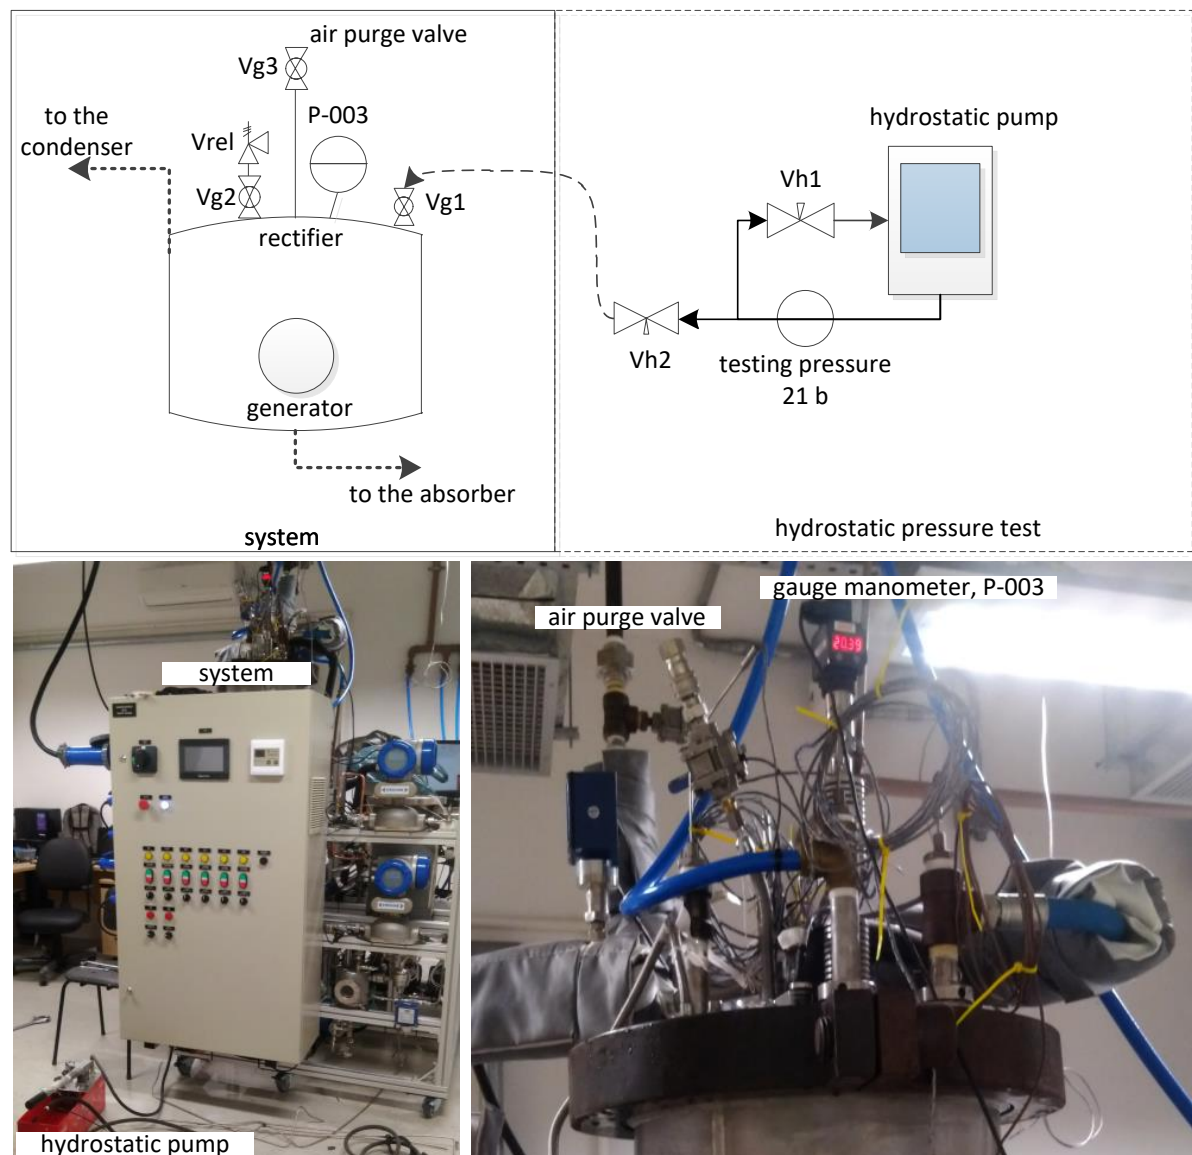 air purge valve
Vg3
to the
condenser
P-003
Vrel
Vg2
Vg1
rectifier
generator
to the absorber
system
hydrostatic pump
Vh1
Vh2
testing pressure
21 b
hydrostatic pressure test
system
hydrostatic pump
gauge manometer, P-003
air purge valve
20.39